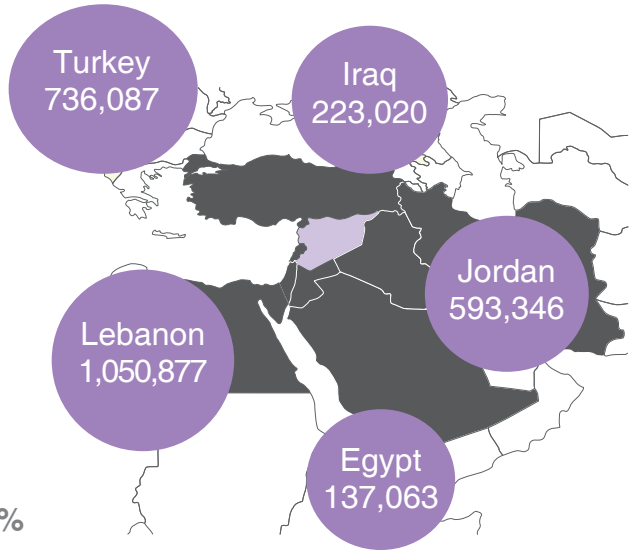 Turkey
736,087
Iraq
223,020
Jordan
593,346
Lebanon
1,050,877
Egypt
137,063
%